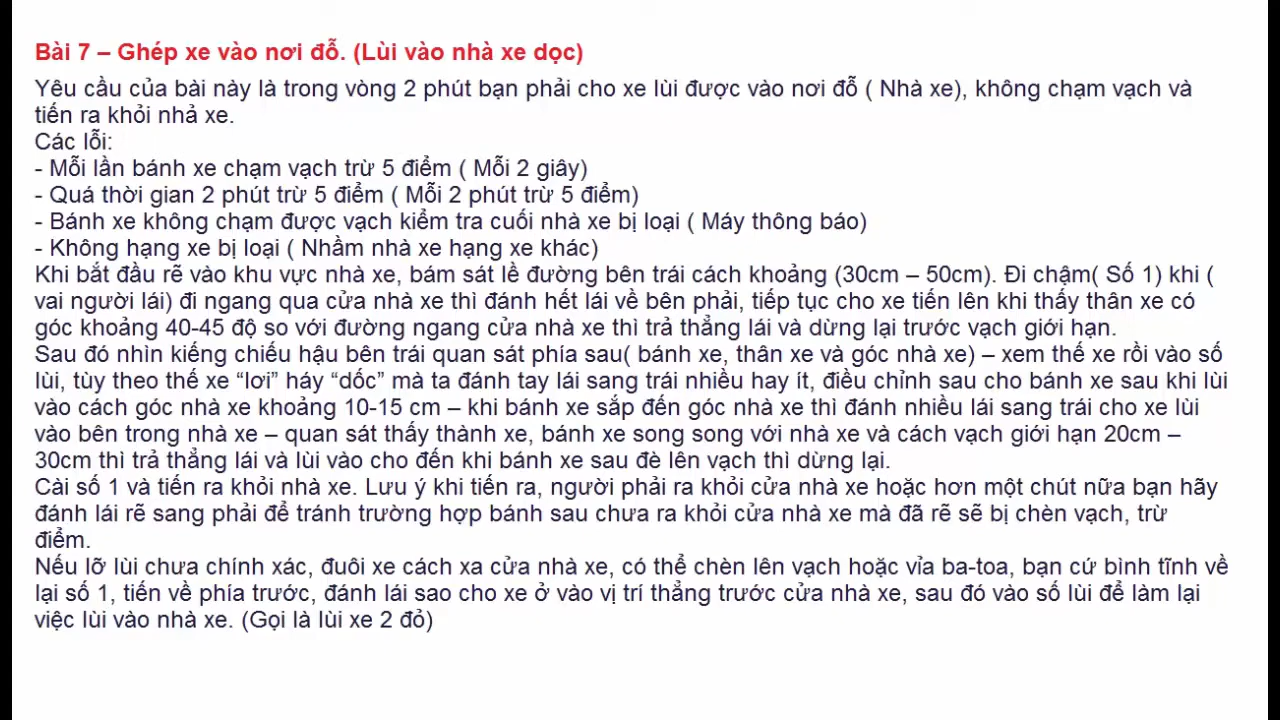 Bài 7 – Ghép xe vào nơi đỗ. (Lùi vào nhà xe dọc)
Yêu cầu của bài này là trong vòng 2 phút bạn phải cho xe lùi được vào nơi đỗ ( Nhà xe), không chạm vạch và
tiến ra khỏi nhả xe.
Các lỗi:
- Mỗi lần bánh xe chạm vạch trừ 5 điểm ( Mỗi 2 giây)
- Quá thời gian 2 phút trừ 5 điểm ( Mỗi 2 phút trừ 5 điểm)
- Bánh xe không chạm được vạch kiểm tra cuối nhà xe bị loại ( Máy thông báo)
- Không hạng xe bị loại ( Nhầm nhà xe hạng xe khác)
Khi bắt đầu rẽ vào khu vực nhà xe, bám sát lề đường bên trái cách khoảng (30cm – 50cm). Đi chậm( Số 1) khi (
vai người lái) đi ngang qua cửa nhà xe thì đánh hết lái về bên phải, tiếp tục cho xe tiến lên khi thấy thân xe có
góc khoảng 40-45 độ so với đường ngang cửa nhà xe thì trả thẳng lái và dừng lại trước vạch giới hạn.
Sau đó nhìn kiếng chiếu hậu bên trái quan sát phía sau( bánh xe, thân xe và góc nhà xe) – xem thế xe rồi vào số
lùi, tùy theo thế xe “lơi” háy “dốc” mà ta đánh tay lái sang trái nhiều hay ít, điều chỉnh sau cho bánh xe sau khi lùi
vào cách góc nhà xe khoảng 10-15 cm – khi bánh xe sắp đến góc nhà xe thì đánh nhiều lái sang trái cho xe lùi
vào bên trong nhà xe – quan sát thấy thành xe, bánh xe song song với nhà xe và cách vạch giới hạn 20cm –
30cm thì trả thẳng lái và lùi vào cho đến khi bánh xe sau đè lên vạch thì dừng lại.
Cài số 1 và tiến ra khỏi nhà xe. Lưu ý khi tiến ra, người phải ra khỏi cửa nhà xe hoặc hơn một chút nữa bạn hãy
đánh lái rẽ sang phải để tránh trường hợp bánh sau chưa ra khỏi cửa nhà xe mà đã rẽ sẽ bị chèn vạch, trừ
điểm.
Nếu lỡ lùi chưa chính xác, đuôi xe cách xa cửa nhà xe, có thể chèn lên vạch hoặc vỉa ba-toa, bạn cứ bình tĩnh về
lại số 1, tiến về phía trước, đánh lái sao cho xe ở vào vị trí thẳng trước cửa nhà xe, sau đó vào số lùi để làm lại
việc lùi vào nhà xe. (Gọi là lùi xe 2 đỏ)